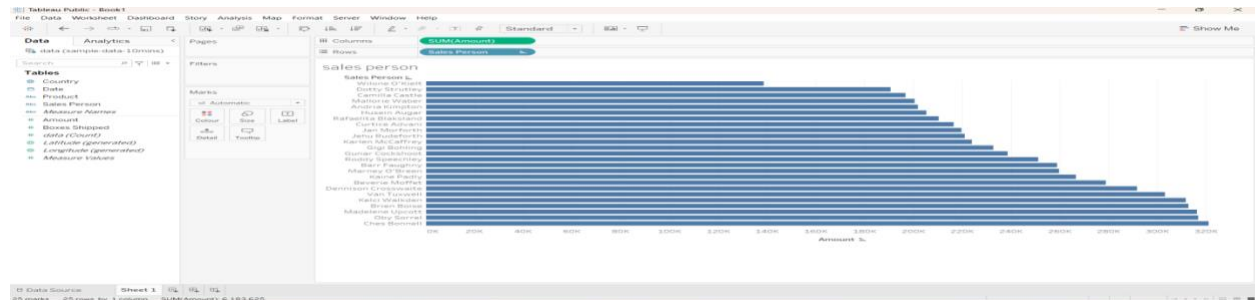 Tableau Public - Book1
File Data Worksheet Dashboard Story Analysis Map Format Server Window Help
Standard
Show Me
Data Analytics
data (sample-data-10mins)
Search
Tables
Country
Date
Abc Product
Abc Sales Person
Abc Measure Names
# Amount
# Boxes Shipped
# data (Count)
Latitude (generated)
Longitude (generated)
# Measure Values
Pages
Filters
Marks
Automatic
Colour Size Label
Detail Tooltip
Columns SUM(Amount)
Rows Sales Person
sales person
Sales Person
Wilone O'Kielt
Dotty Strutley
Camilla Castle
Mallorie Waber
Andria Kimpton
Husein Augar
Rafaelita Blaksland
Curtice Advani
Jan Morforth
Jehu Rudeforth
Karlen McCaffrey
Gigi Bohling
Gunar Cockshoot
Roddy Speechley
Barr Faughny
Marney O'Breen
Kaine Padly
Beverie Moffet
Dennison Crosswaite
Van Tuxwell
Kelci Walkden
Brien Boise
Madelene Upcott
Oby Sorrel
Ches Bonnell
0K 20K 40K 60K 80K 100K 120K 140K 160K 180K 200K 220K 240K 260K 280K 300K 320K
Amount
Data Source Sheet 1
25 marks 25 rows by 1 column SUM(Amount): 6,183,625